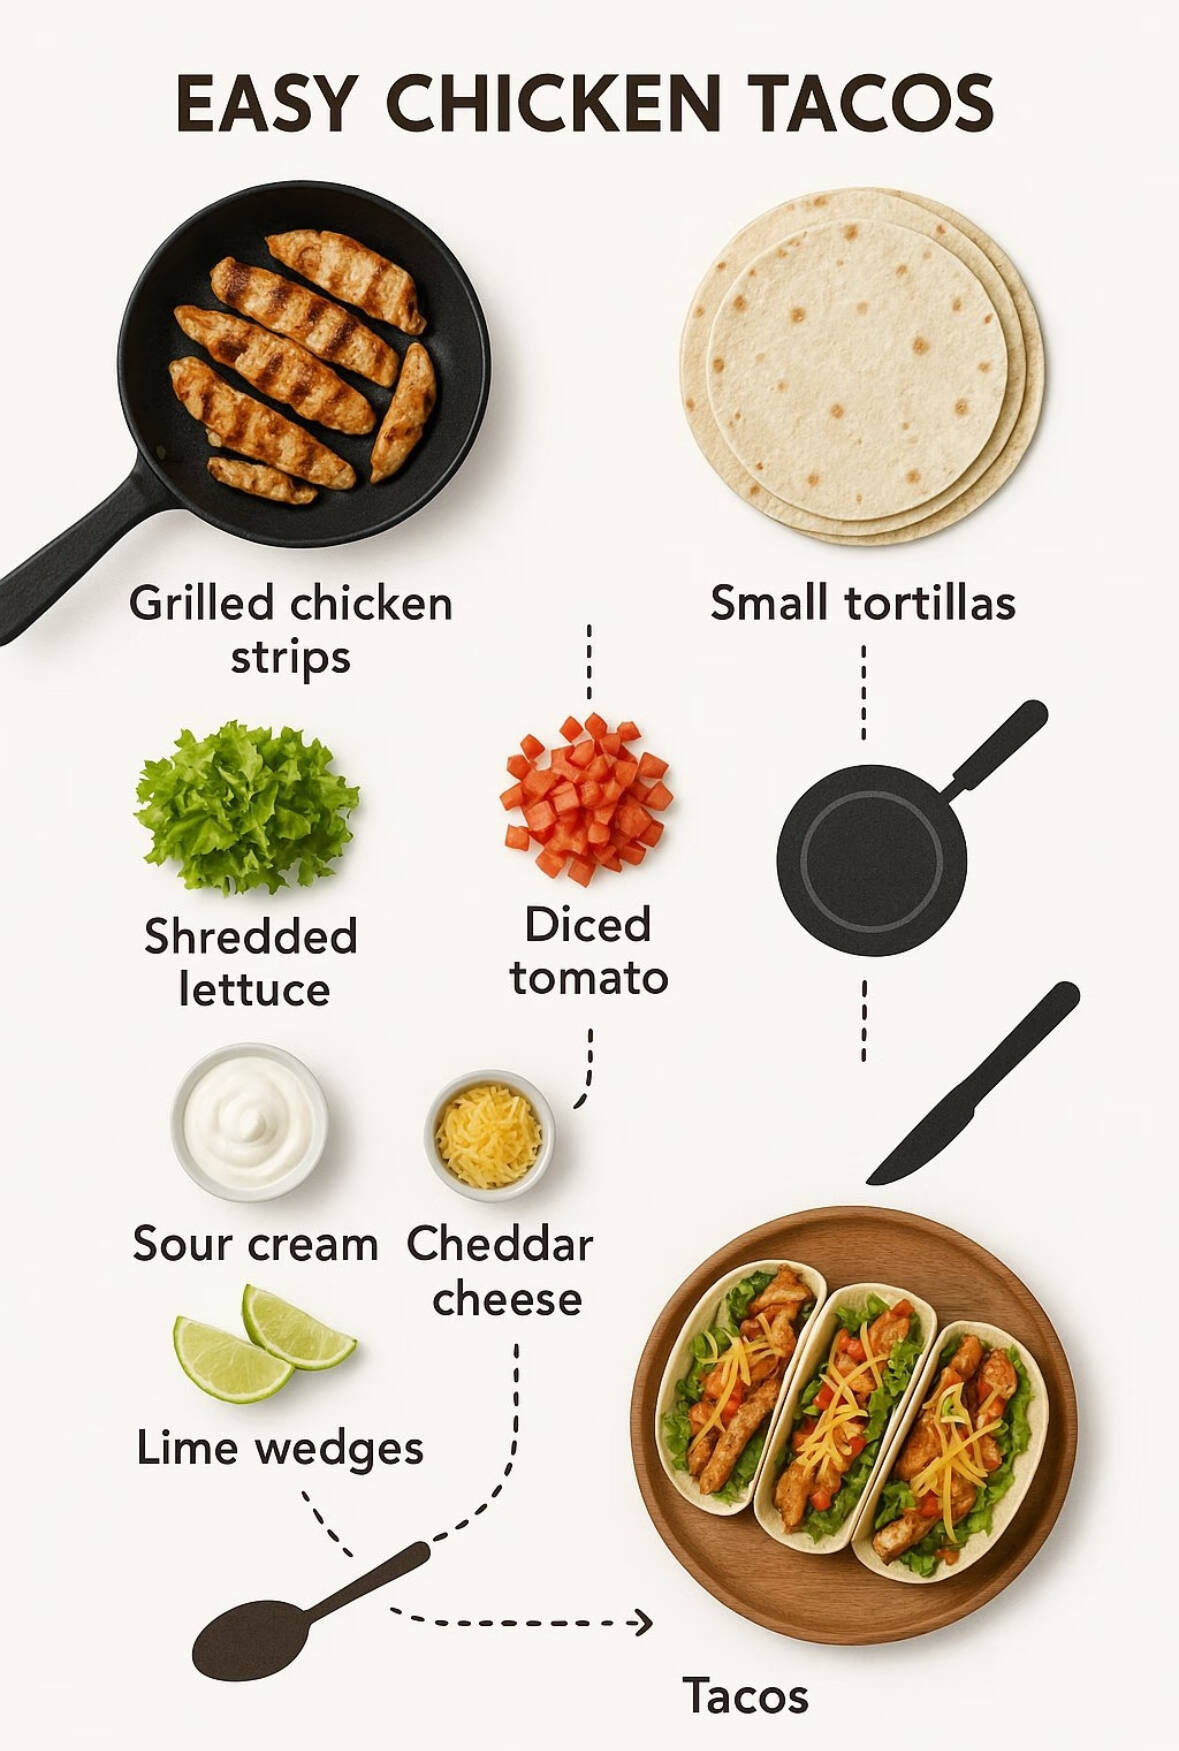 EASY CHICKEN TACOS
Grilled chicken
strips
Small tortillas
Shredded
lettuce
Diced
tomato
Sour cream
Cheddar
cheese
Lime wedges
Tacos